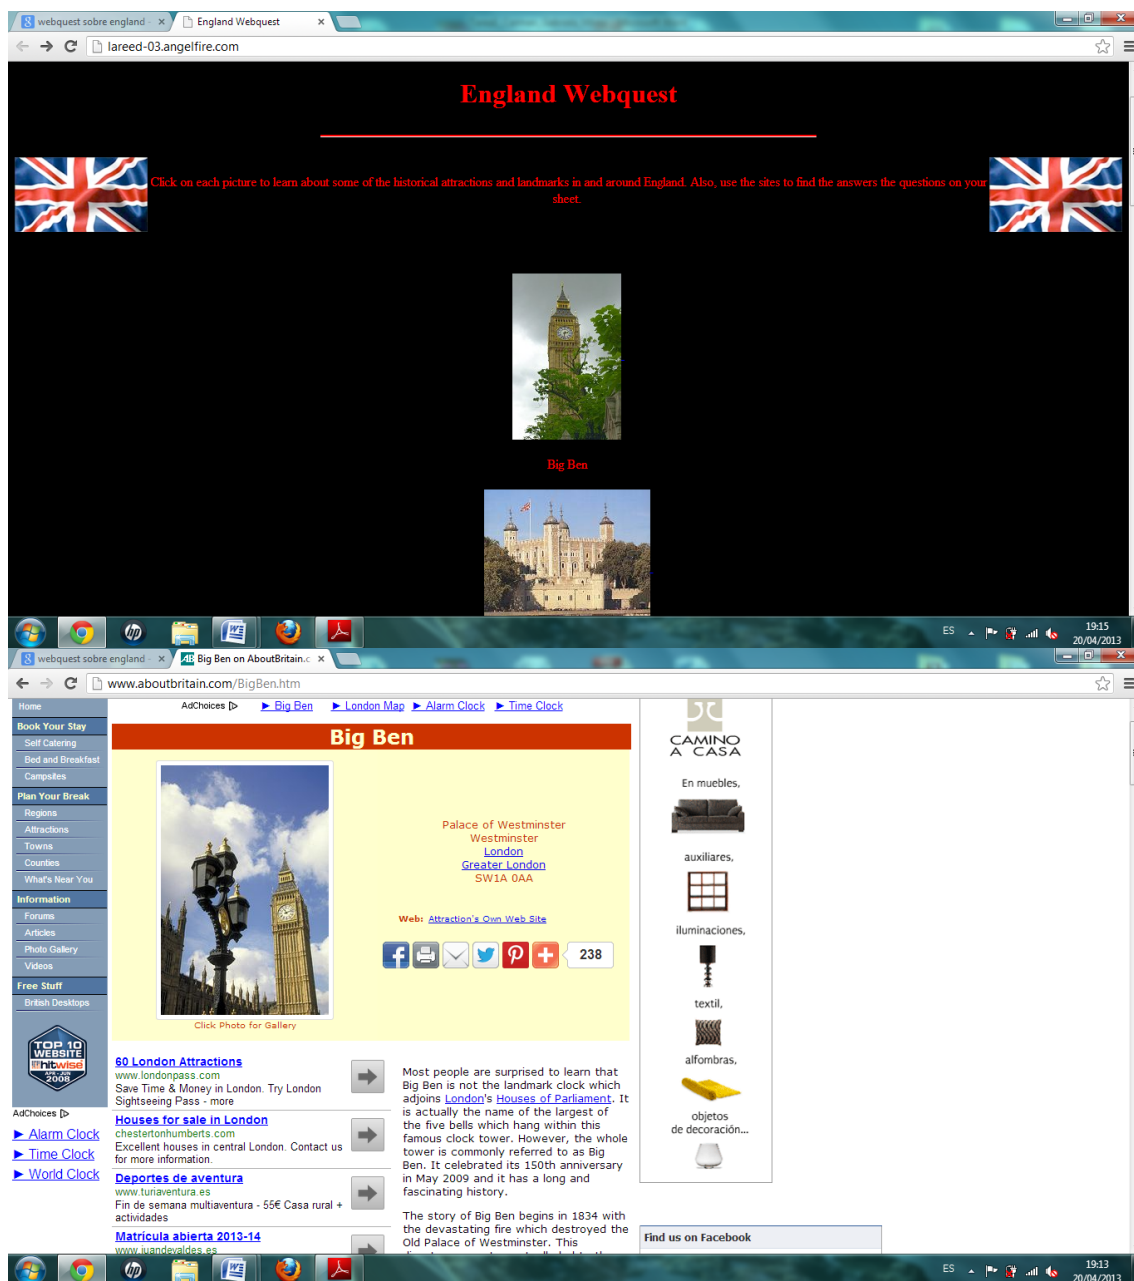 webquest sobre england -
England Webquest
lareed-03.angelfire.com
England Webquest
Click on each picture to learn about some of the historical attractions and landmarks in and around England. Also, use the sites to find the answers the questions on your
sheet.
Big Ben
ES
19:15
20/04/2013
webquest sobre england -
Big Ben on AboutBritain.c
www.aboutbritain.com/BigBen.htm
Home
Book Your Stay
Self Catering
Bed and Breakfast
Campsites
Plan Your Break
Regions
Attractions
Towns
Counties
What's Near You
Information
Forums
Articles
Photo Gallery
Videos
Free Stuff
British Desktops
TOP 10
WEBSITE
hitwise
APR - JUN
2008
AdChoices
► Alarm Clock
► Time Clock
► World Clock
AdChoices ► Big Ben ► London Map ► Alarm Clock ► Time Clock
Big Ben
Palace of Westminster
Westminster
London
Greater London
SW1A 0AA
Web: Attraction's Own Web Site
238
Click Photo for Gallery
60 London Attractions
www.londonpass.com
Save Time & Money in London. Try London
Sightseeing Pass - more
Houses for sale in London
chestertonhumberts.com
Excellent houses in central London. Contact us
for more information.
Deportes de aventura
www.turiaventura.es
Fin de semana multiaventura - 55€ Casa rural +
actividades
Matrícula abierta 2013-14
www.juandevaldes.es
Most people are surprised to learn that
Big Ben is not the landmark clock which
adjoins London's Houses of Parliament. It
is actually the name of the largest of
the five bells which hang within this
famous clock tower. However, the whole
tower is commonly referred to as Big
Ben. It celebrated its 150th anniversary
in May 2009 and it has a long and
fascinating history.
The story of Big Ben begins in 1834 with
the devastating fire which destroyed the
Old Palace of Westminster. This
CAMINO
A CASA
En muebles,
auxiliares,
iluminaciones,
textil,
alfombras,
objetos
de decoración...
Find us on Facebook
ES
19:13
20/04/2013